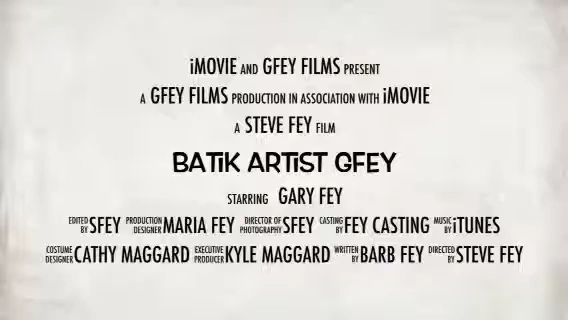 iMOVIE AND GFEY FILMS PRESENT
A GFEY FILMS PRODUCTION IN ASSOCIATION WITH iMOVIE
A STEVE FEY FILM
BATIK ARTIST GFEY
STARRING GARY FEY
EDITED BY SFEY PRODUCTION DESIGNER MARIA FEY DIRECTOR OF PHOTOGRAPHY SFEY CASTING BY FEY CASTING MUSIC BY iTUNES
COSTUME DESIGNER CATHY MAGGARD EXECUTIVE PRODUCER KYLE MAGGARD WRITTEN BY BARB FEY DIRECTED BY STEVE FEY